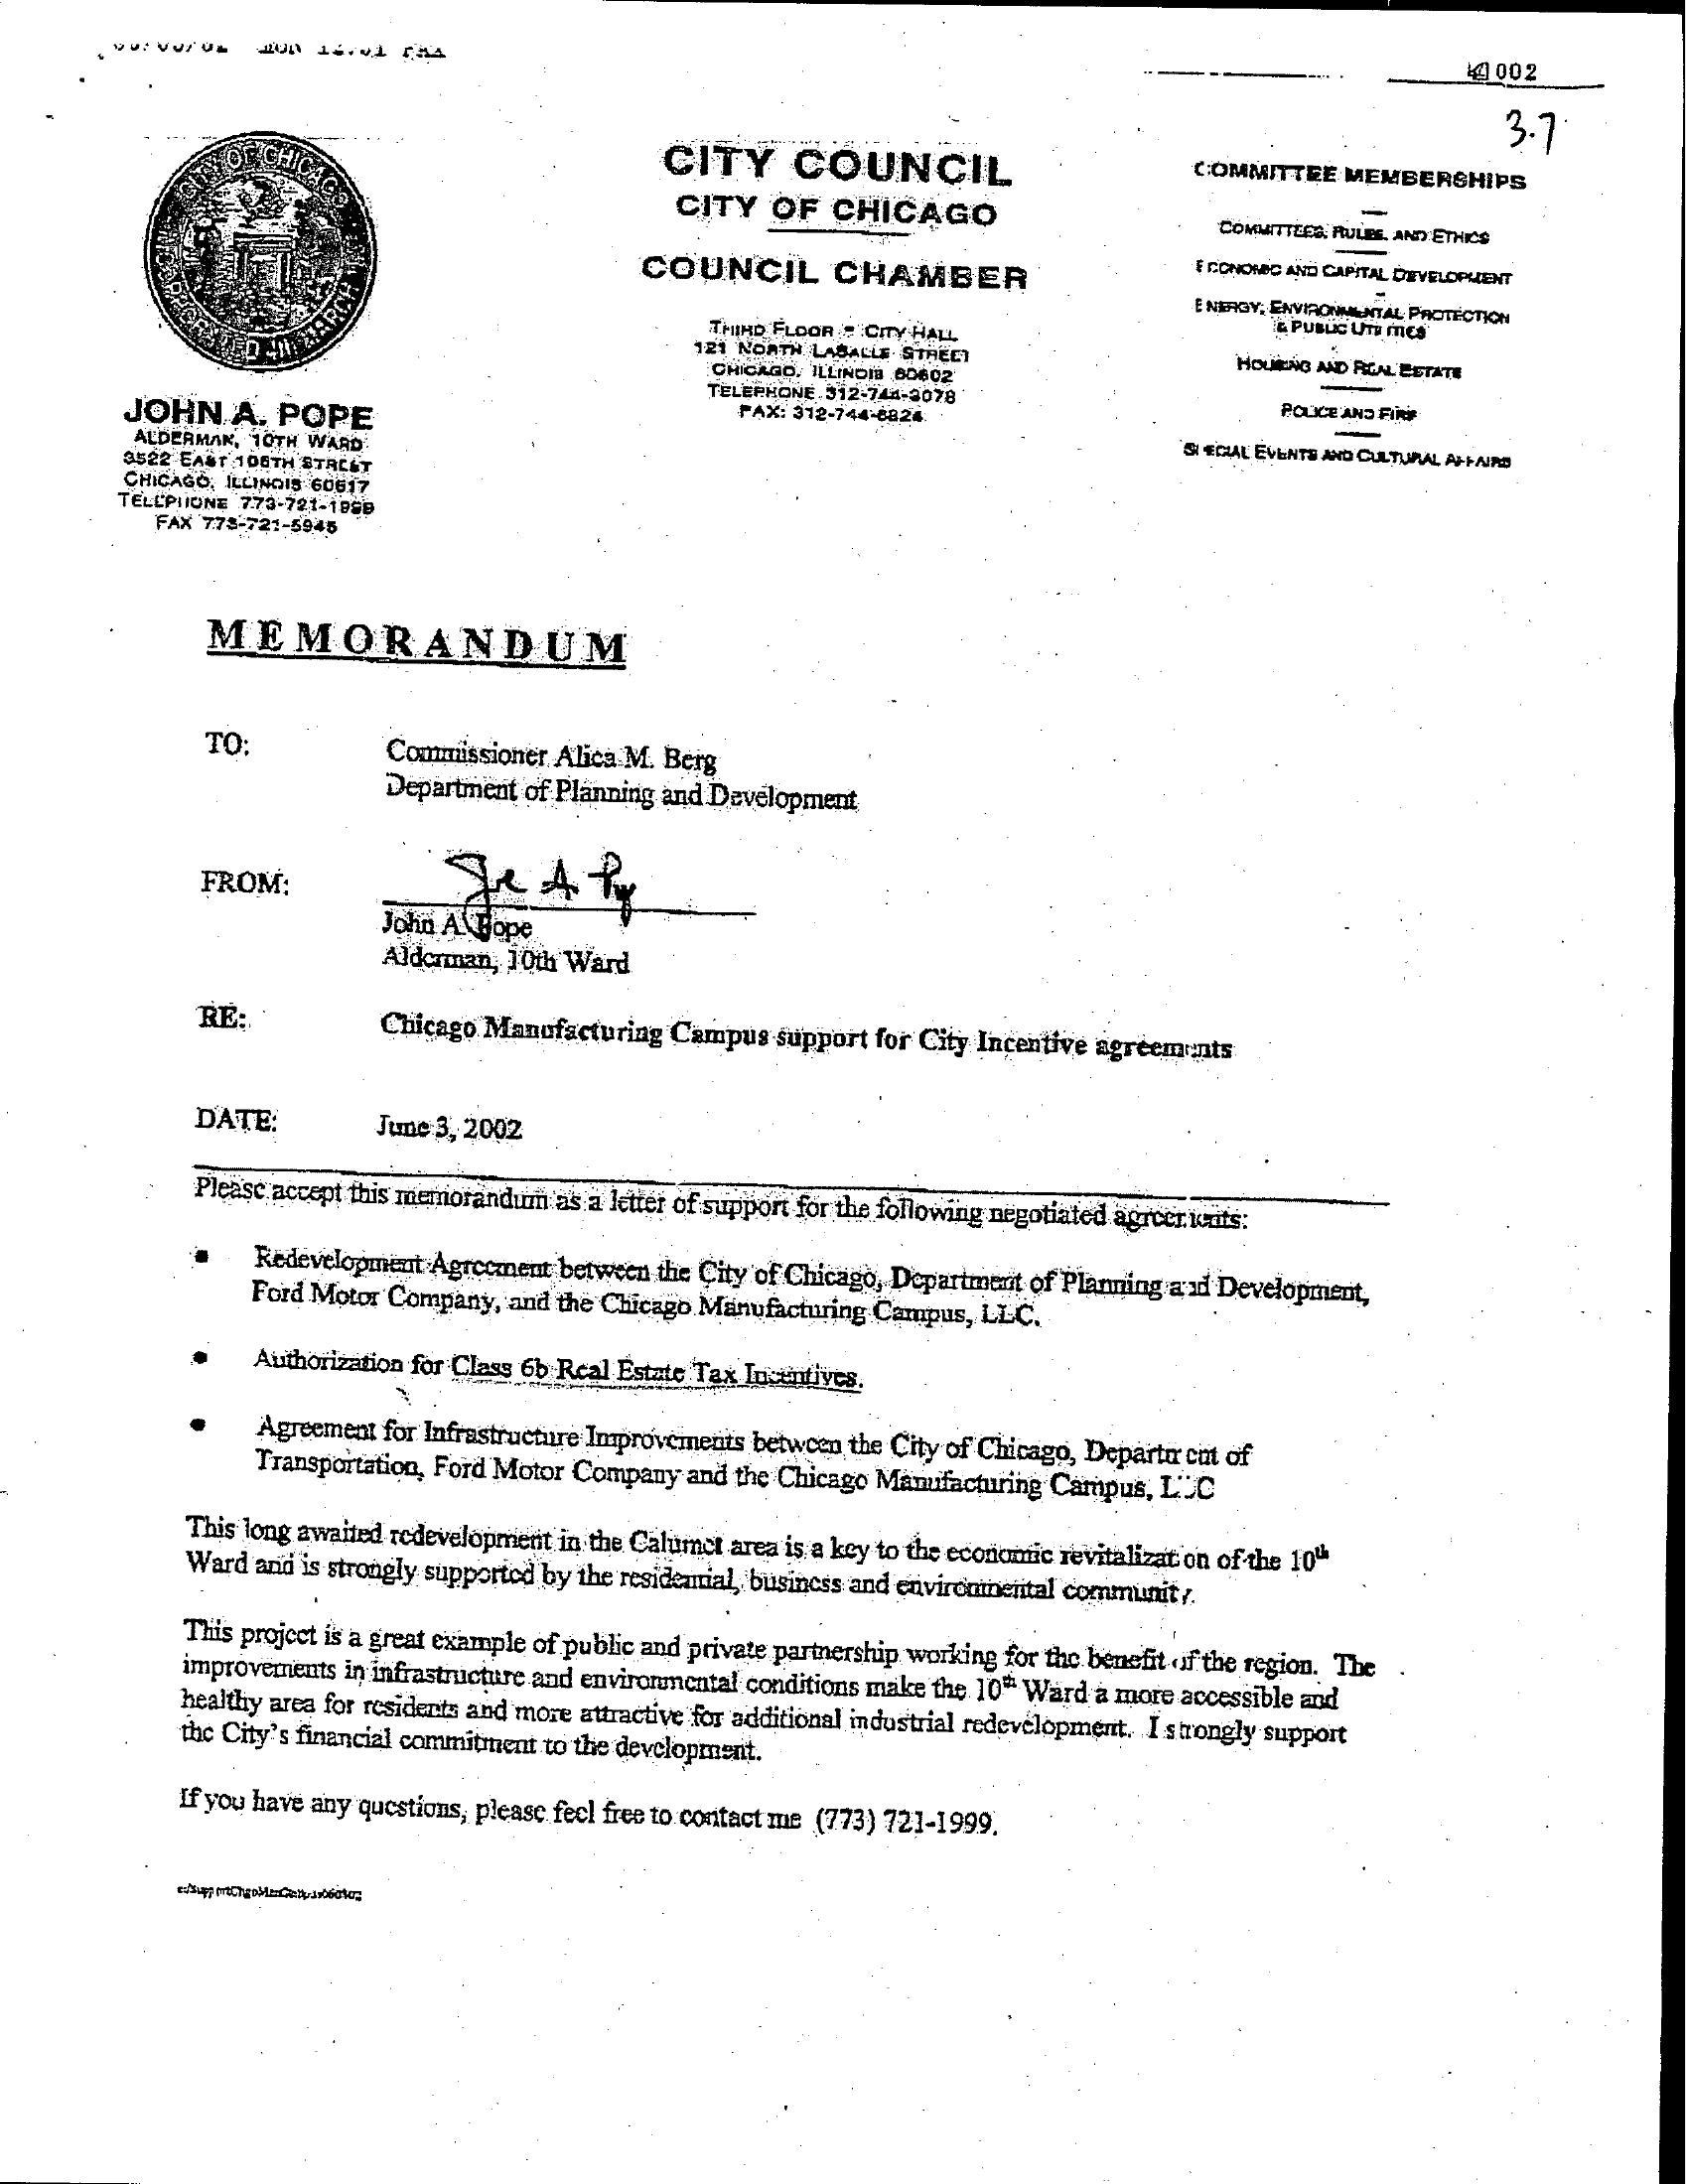 MON 12:31 FAX
002
3.7
CITY OF CHICAGO
JOHN A. POPE
ALDERMAN, 10TH WARD
3522 EAST 106TH STREET
CHICAGO, ILLINOIS 60617
TELEPHONE 773-721-1999
FAX 773-721-5945
CITY COUNCIL
CITY OF CHICAGO
COUNCIL CHAMBER
THIRD FLOOR - CITY HALL
121 NORTH LASALLE STREET
CHICAGO, ILLINOIS 60602
TELEPHONE 312-744-3078
FAX: 312-744-6824
COMMITTEE MEMBERSHIPS
COMMITTEES, RULES, AND ETHICS
ECONOMIC AND CAPITAL DEVELOPMENT
ENERGY, ENVIRONMENTAL PROTECTION
& PUBLIC UTILITIES
HOUSING AND REAL ESTATE
POLICE AND FIRE
SPECIAL EVENTS AND CULTURAL AFFAIRS
MEMORANDUM
TO: Commissioner Alica M. Berg
Department of Planning and Development
FROM:
John A. Pope
Alderman, 10th Ward
RE: Chicago Manufacturing Campus support for City Incentive agreements
DATE: June 3, 2002
Please accept this memorandum as a letter of support for the following negotiated agreements:
• Redevelopment Agreement between the City of Chicago, Department of Planning and Development,
Ford Motor Company, and the Chicago Manufacturing Campus, LLC.
• Authorization for Class 6b Real Estate Tax Incentives.
• Agreement for Infrastructure Improvements between the City of Chicago, Department of
Transportation, Ford Motor Company and the Chicago Manufacturing Campus, LLC
This long awaited redevelopment in the Calumet area is a key to the economic revitalization of the 10th
Ward and is strongly supported by the residential, business and environmental community.
This project is a great example of public and private partnership working for the benefit of the region. The
improvements in infrastructure and environmental conditions make the 10th Ward a more accessible and
healthy area for residents and more attractive for additional industrial redevelopment. I strongly support
the City's financial commitment to the development.
If you have any questions, please feel free to contact me (773) 721-1999.